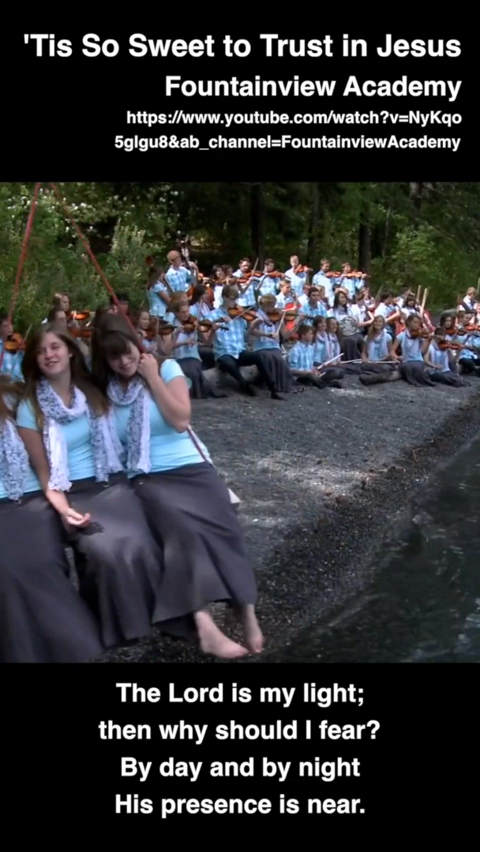 'Tis So Sweet to Trust in Jesus
Fountainview Academy
https://www.youtube.com/watch?v=NyKqo
5glgu8&ab_channel=FountainviewAcademy
The Lord is my light;
then why should I fear?
By day and by night
His presence is near.